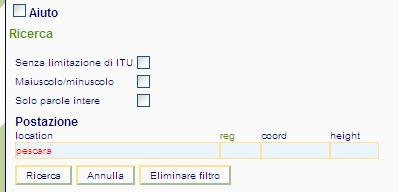 Aiuto
Ricerca
Senza limitazione di ITU
Maiuscolo/minuscolo
Solo parole intere
Postazione
location reg coord height
pescara
Ricerca Annulla Eliminare filtro